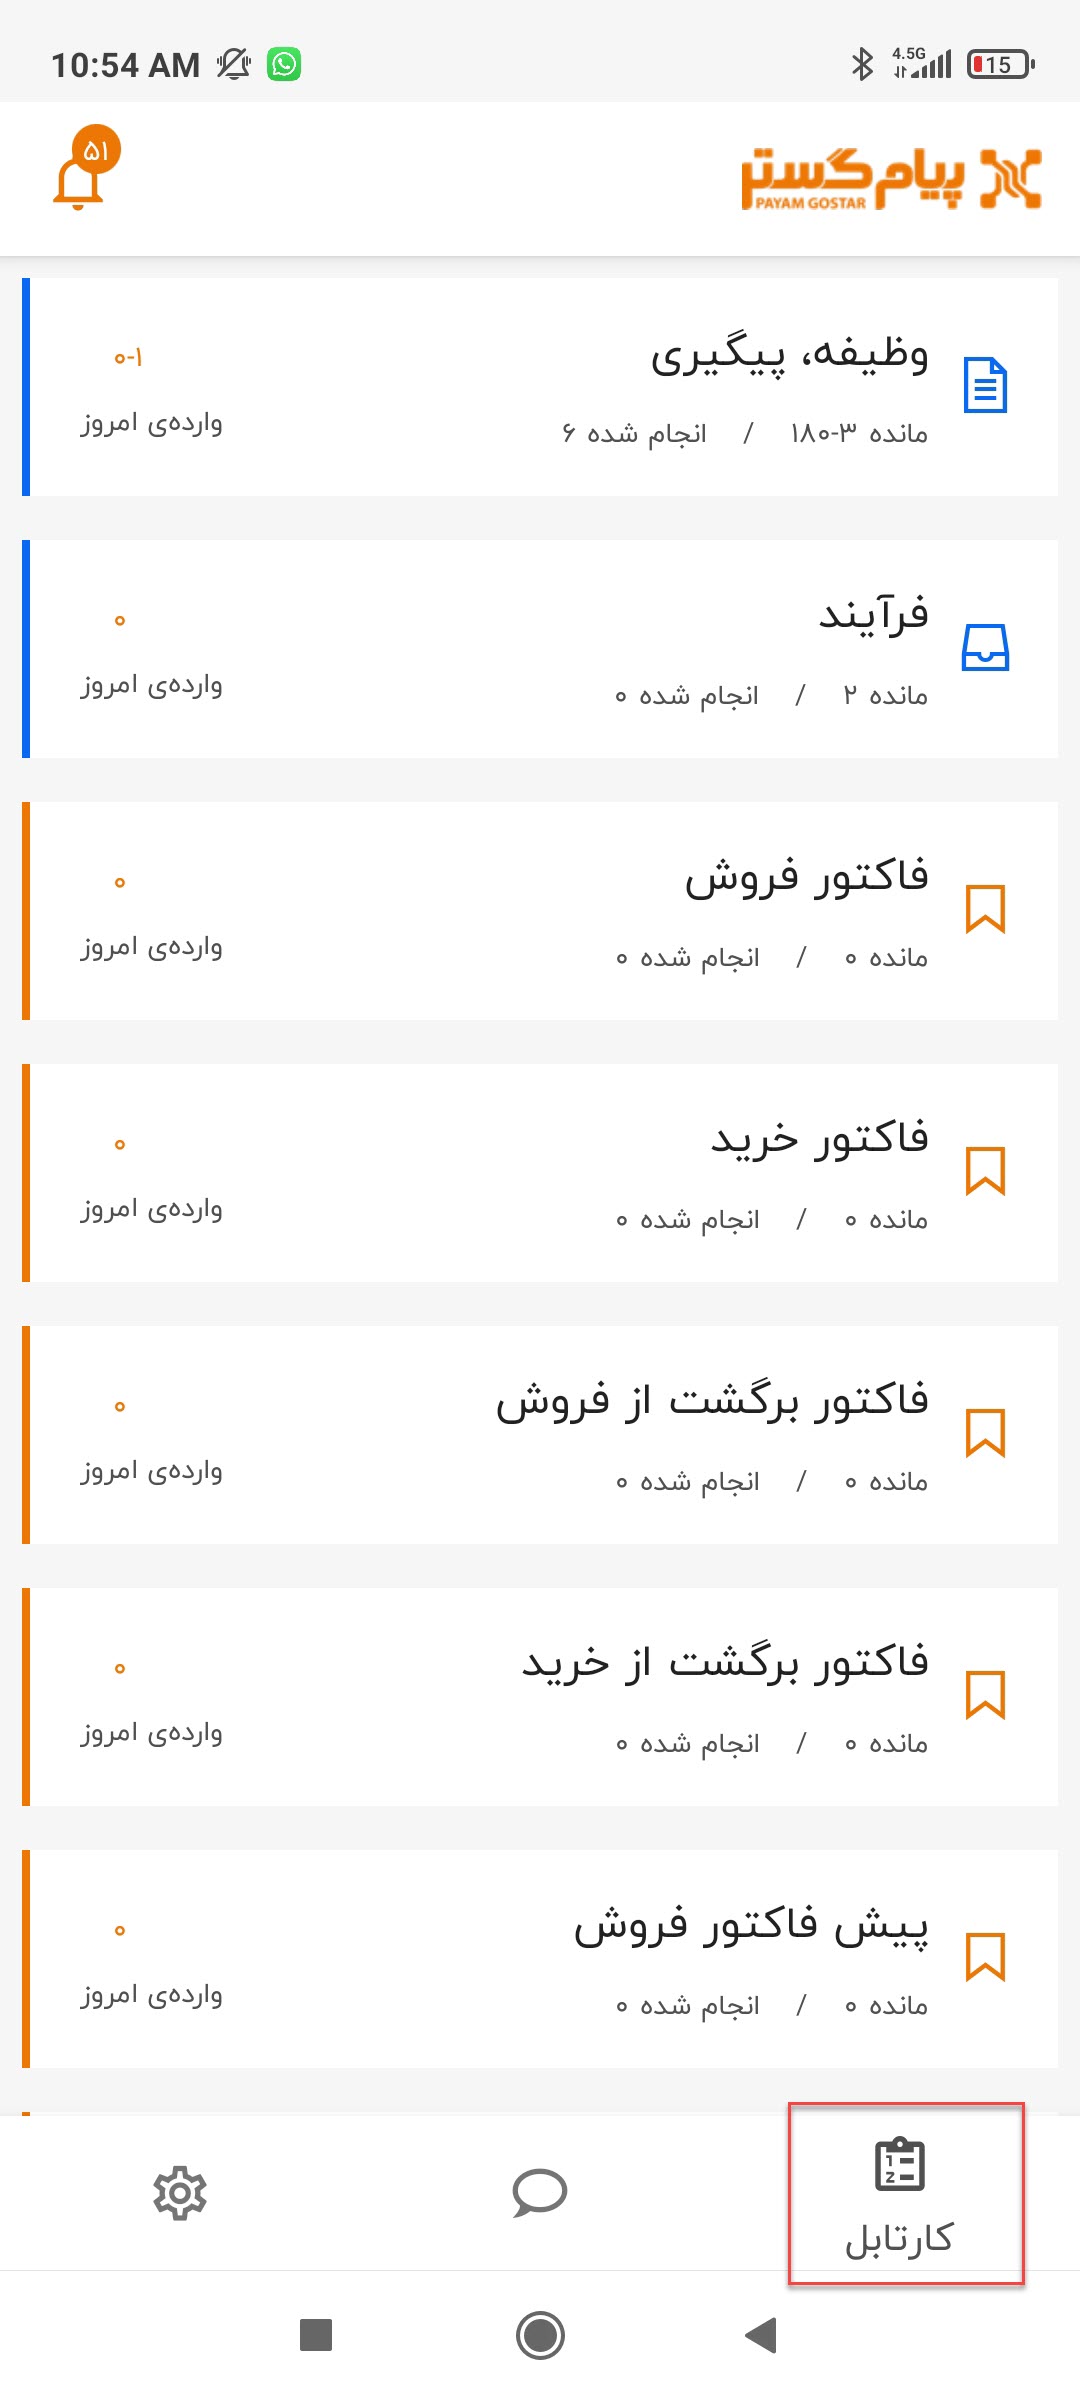 10:54 AM
4.5G
15
۵۱
پیام گستر
PAYAM GOSTAR
وظیفه، پیگیری
۰-۱
مانده ۳-۱۸۰ / انجام شده ۶
وارده‌ی امروز
فرآیند
۰
مانده ۲ / انجام شده ۰
وارده‌ی امروز
فاکتور فروش
۰
مانده ۰ / انجام شده ۰
وارده‌ی امروز
فاکتور خرید
۰
مانده ۰ / انجام شده ۰
وارده‌ی امروز
فاکتور برگشت از فروش
۰
مانده ۰ / انجام شده ۰
وارده‌ی امروز
فاکتور برگشت از خرید
۰
مانده ۰ / انجام شده ۰
وارده‌ی امروز
پیش فاکتور فروش
۰
مانده ۰ / انجام شده ۰
وارده‌ی امروز
کارتابل